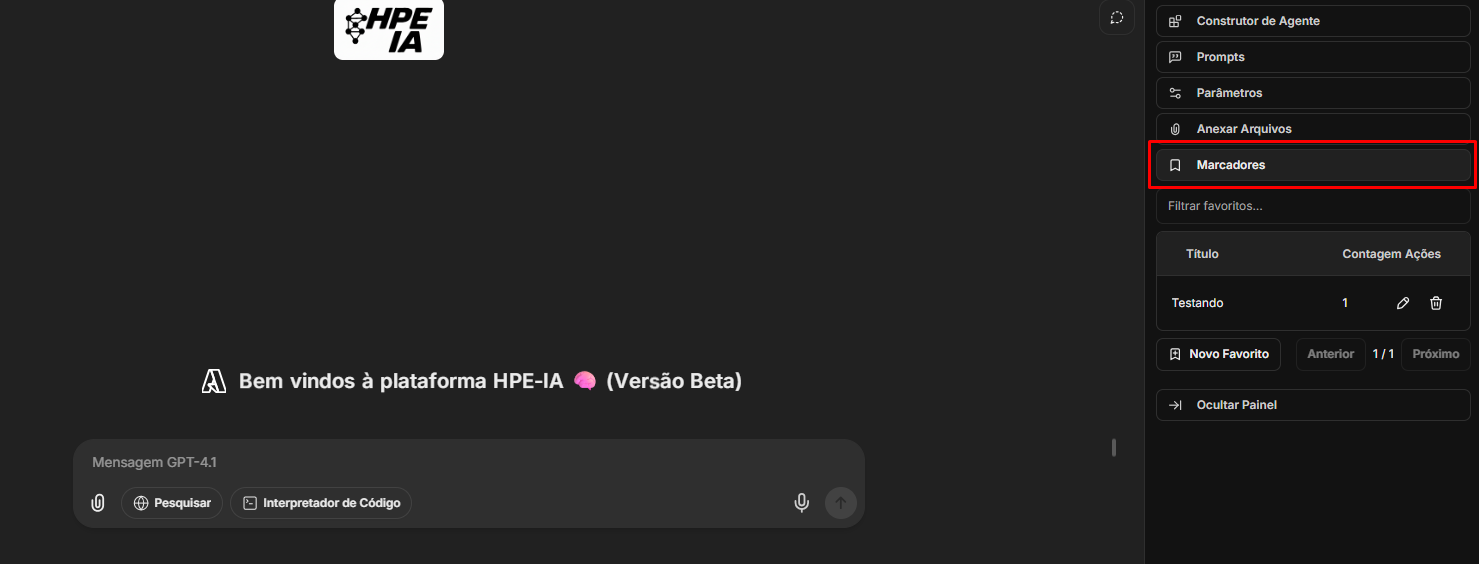 HPE
IA
Bem vindos à plataforma HPE-IA 🧠 (Versão Beta)
Mensagem GPT-4.1
Pesquisar
Interpretador de Código
Construtor de Agente
Prompts
Parâmetros
Anexar Arquivos
Marcadores
Filtrar favoritos...
Título Contagem Ações
Testando 1
Novo Favorito Anterior 1 / 1 Próximo
Ocultar Painel